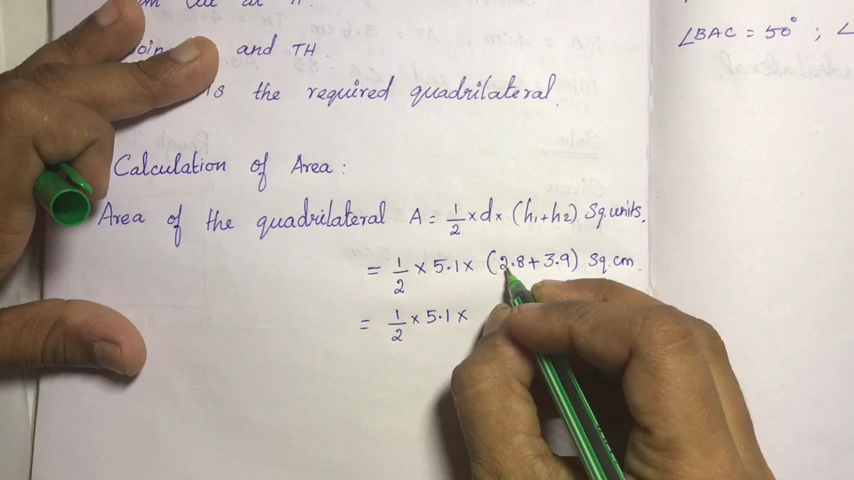 and TH.
is the required quadrilateral.
Calculation of Area:
Area of the quadrilateral A = 1/2 × d × (h1 + h2) Sq units.
= 1/2 × 5.1 × (2.8 + 3.9) Sq. cm.
= 1/2 × 5.1 ×
∠BAC = 50° ; ∠